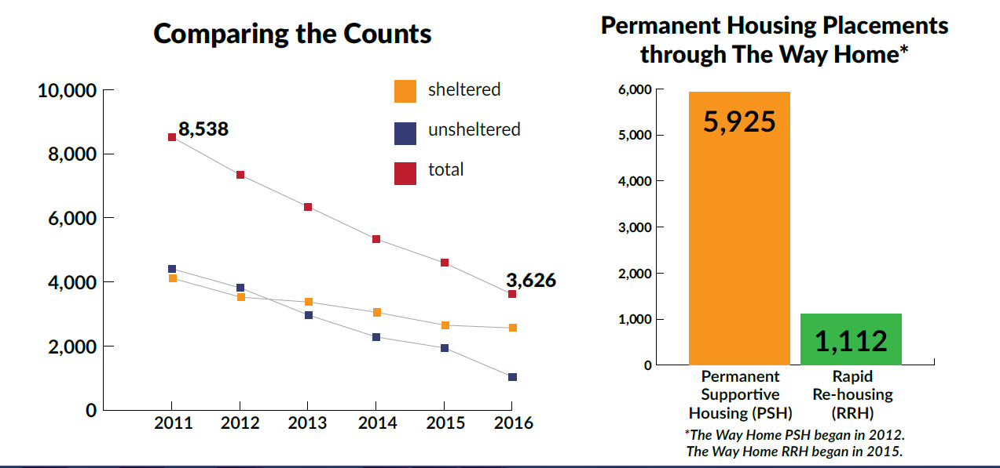 Comparing the Counts
10,000
8,000
6,000
4,000
2,000
0
8,538
3,626
sheltered
unsheltered
total
2011 2012 2013 2014 2015 2016
Permanent Housing Placements
through The Way Home*
6,000
5,000
4,000
3,000
2,000
1,000
0
5,925
1,112
Permanent
Supportive
Housing (PSH)
Rapid
Re-housing
(RRH)
*The Way Home PSH began in 2012.
The Way Home RRH began in 2015.